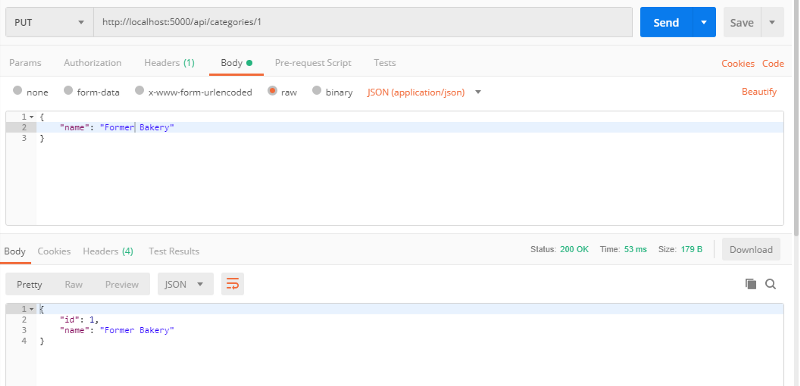 PUT http://localhost:5000/api/categories/1 Send Save
Params Authorization Headers (1) Body Pre-request Script Tests Cookies Code
none form-data x-www-form-urlencoded raw binary JSON (application/json) Beautify
1 {
2 "name": "Former Bakery"
3 }
Body Cookies Headers (4) Test Results Status: 200 OK Time: 53 ms Size: 179 B Download
Pretty Raw Preview JSON
1 {
2 "id": 1,
3 "name": "Former Bakery"
4 }